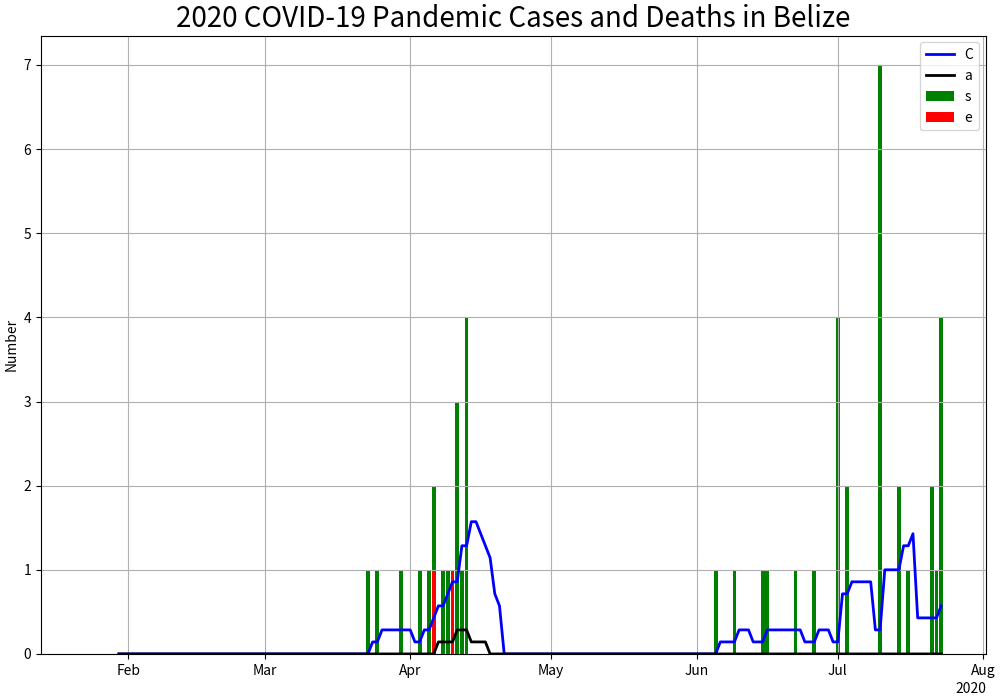 2020 COVID-19 Pandemic Cases and Deaths in Belize
C
a
s
e
Number
7
6
5
4
3
2
1
0
Feb Mar Apr May Jun Jul Aug
2020